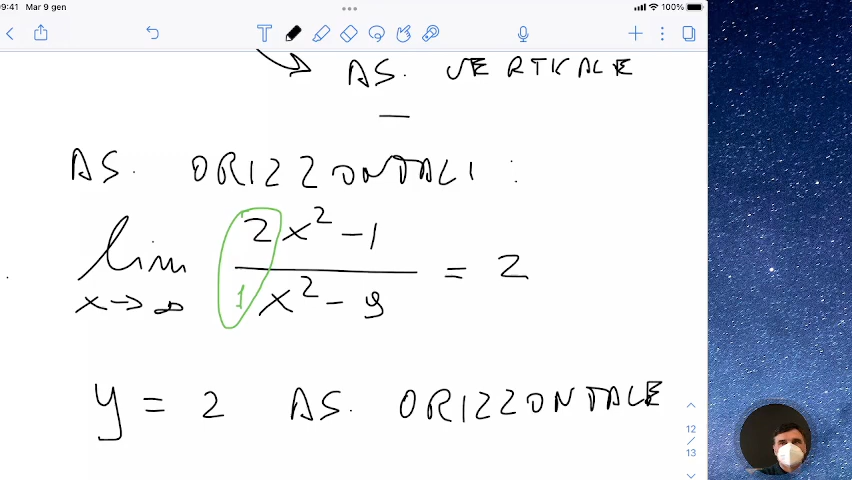 09:41 Mar 9 gen
100%
AS. VERTICALE
AS. ORIZZONTALI :
lim x→∞ 2x²-1 / 1x²-9 = 2
y = 2 AS. ORIZZONTALE
12
/
13